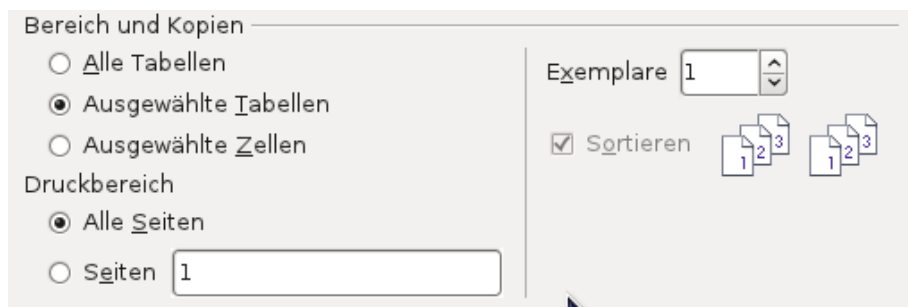 Bereich und Kopien
Alle Tabellen
Ausgewählte Tabellen
Ausgewählte Zellen
Druckbereich
Alle Seiten
Seiten 1
Exemplare 1
Sortieren 1 2 3 1 2 3